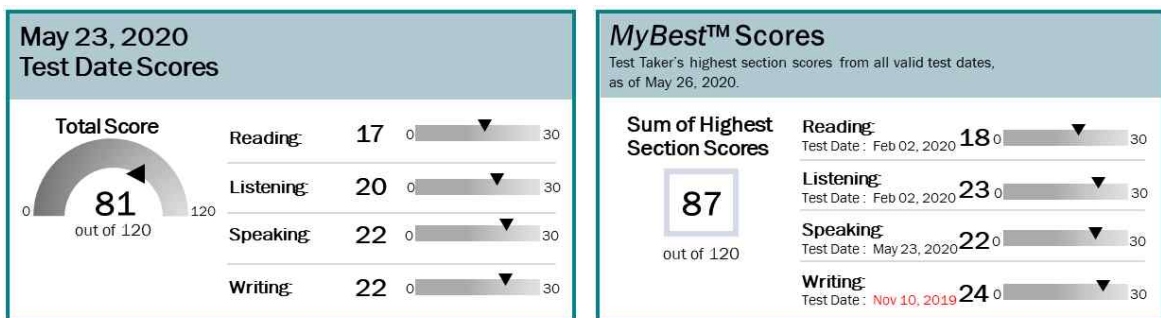 May 23, 2020
Test Date Scores
Total Score
0
81
120
out of 120
Reading: 17 0 30
Listening: 20 0 30
Speaking: 22 0 30
Writing: 22 0 30
MyBest™ Scores
Test Taker's highest section scores from all valid test dates,
as of May 26, 2020.
Sum of Highest
Section Scores
87
out of 120
Reading:
Test Date : Feb 02, 2020 18 0 30
Listening:
Test Date : Feb 02, 2020 23 0 30
Speaking:
Test Date : May 23, 2020 22 0 30
Writing:
Test Date : Nov 10, 2019 24 0 30